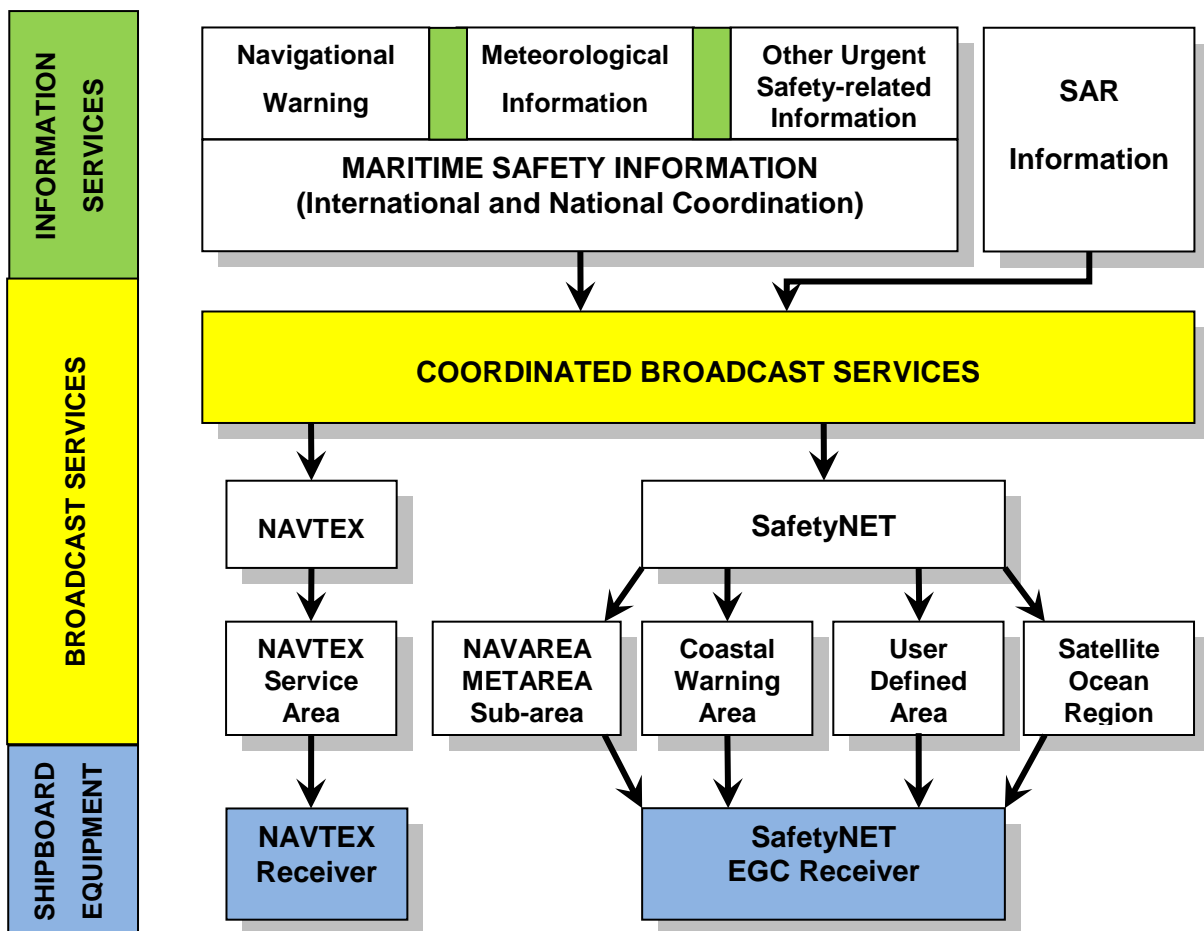 INFORMATION
SERVICES
Navigational
Warning
Meteorological
Information
Other Urgent
Safety-related
Information
SAR
Information
MARITIME SAFETY INFORMATION
(International and National Coordination)
BROADCAST SERVICES
COORDINATED BROADCAST SERVICES
NAVTEX
SafetyNET
NAVTEX
Service
Area
NAVAREA
METAREA
Sub-area
Coastal
Warning
Area
User
Defined
Area
Satellite
Ocean
Region
SHIPBOARD
EQUIPMENT
NAVTEX
Receiver
SafetyNET
EGC Receiver